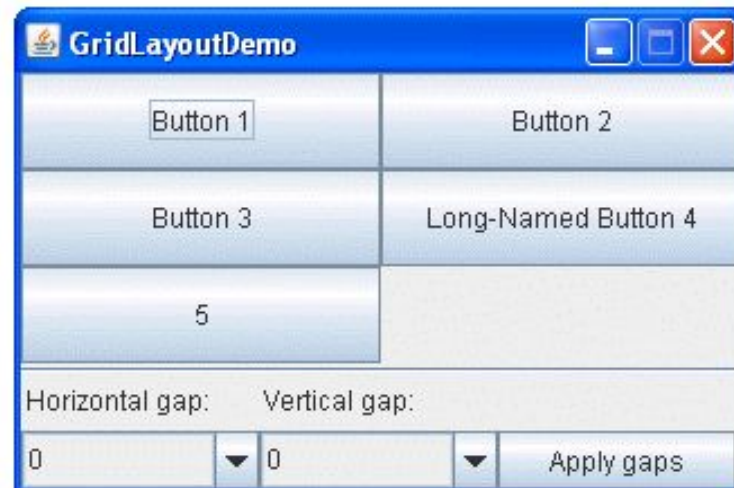 GridLayoutDemo
Button 1 Button 2
Button 3 Long-Named Button 4
5
Horizontal gap: Vertical gap:
0 0 Apply gaps